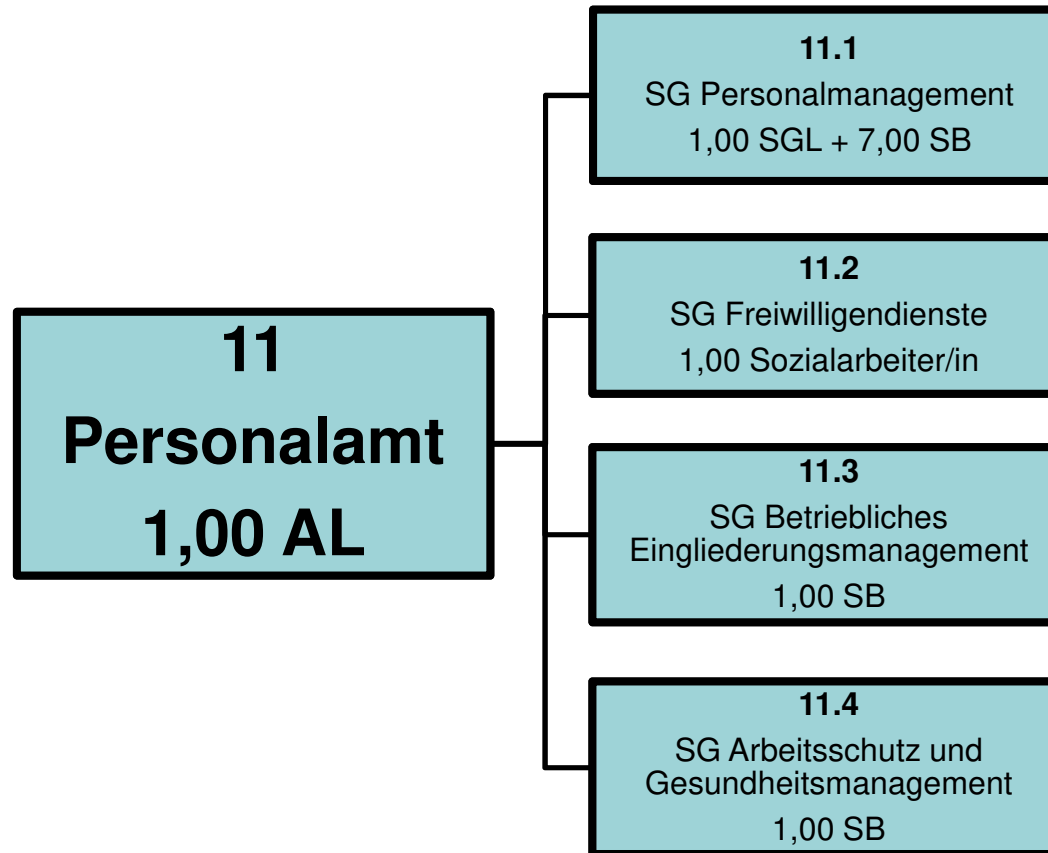 11
Personalamt
1,00 AL
11.1
SG Personalmanagement
1,00 SGL + 7,00 SB
11.2
SG Freiwilligendienste
1,00 Sozialarbeiter/in
11.3
SG Betriebliches
Eingliederungsmanagement
1,00 SB
11.4
SG Arbeitsschutz und
Gesundheitsmanagement
1,00 SB